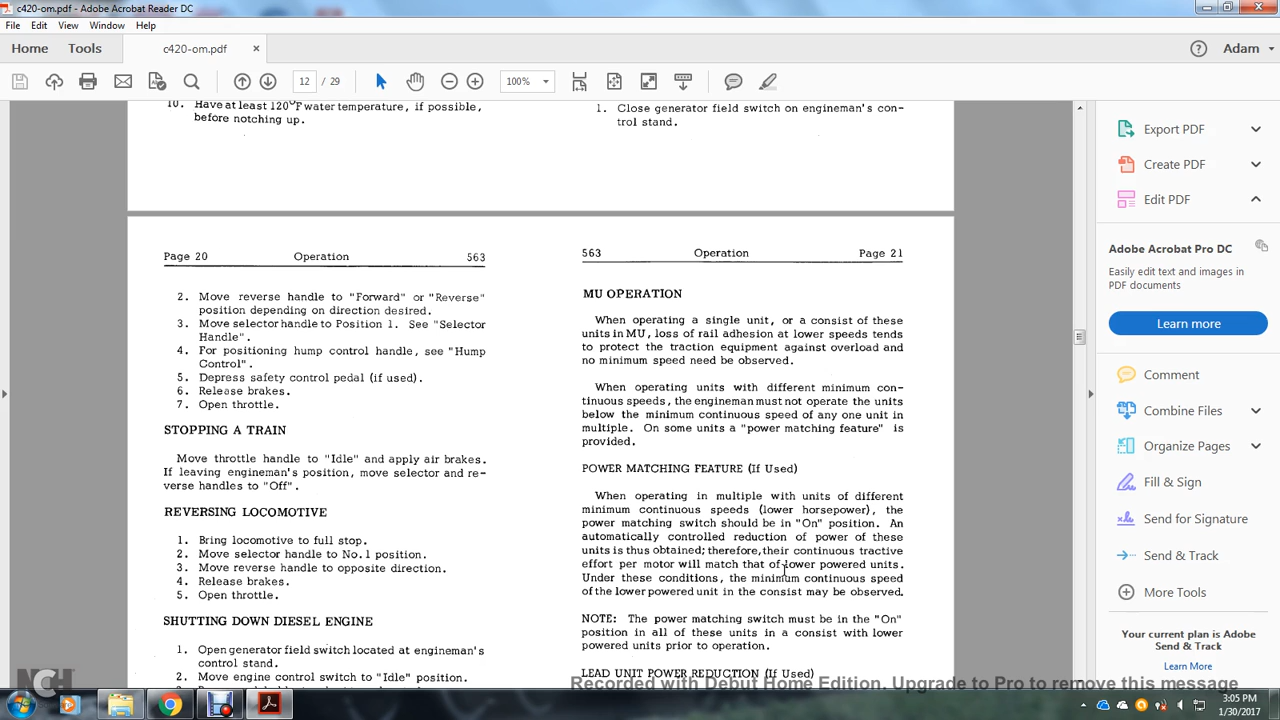 c420-om.pdf - Adobe Acrobat Reader DC
File Edit View Window Help
Home Tools c420-om.pdf × Adam
12 / 29 100%
10. Have at least 120°F water temperature, if possible,
before notching up.
1. Close generator field switch on engineman's con-
trol stand.
Page 20 Operation 563
2. Move reverse handle to "Forward" or "Reverse"
position depending on direction desired.
3. Move selector handle to Position 1. See "Selector
Handle".
4. For positioning hump control handle, see "Hump
Control".
5. Depress safety control pedal (if used).
6. Release brakes.
7. Open throttle.
STOPPING A TRAIN
Move throttle handle to "Idle" and apply air brakes.
If leaving engineman's position, move selector and re-
verse handles to "Off".
REVERSING LOCOMOTIVE
1. Bring locomotive to full stop.
2. Move selector handle to No.1 position.
3. Move reverse handle to opposite direction.
4. Release brakes.
5. Open throttle.
SHUTTING DOWN DIESEL ENGINE
1. Open generator field switch located at engineman's
control stand.
2. Move engine control switch to "Idle" position.
563 Operation Page 21
MU OPERATION
When operating a single unit, or a consist of these
units in MU, loss of rail adhesion at lower speeds tends
to protect the traction equipment against overload and
no minimum speed need be observed.
When operating units with different minimum con-
tinuous speeds, the engineman must not operate the units
below the minimum continuous speed of any one unit in
multiple. On some units a "power matching feature" is
provided.
POWER MATCHING FEATURE (If Used)
When operating in multiple with units of different
minimum continuous speeds (lower horsepower), the
power matching switch should be in "On" position. An
automatically controlled reduction of power of these
units is thus obtained; therefore, their continuous tractive
effort per motor will match that of lower powered units.
Under these conditions, the minimum continuous speed
of the lower powered unit in the consist may be observed.
NOTE: The power matching switch must be in the "On"
position in all of these units in a consist with lower
powered units prior to operation.
LEAD UNIT POWER REDUCTION (If Used)
Export PDF
Create PDF
Edit PDF
Adobe Acrobat Pro DC
Easily edit text and images in
PDF documents
Learn more
Comment
Combine Files
Organize Pages
Fill & Sign
Send for Signature
Send & Track
More Tools
Your current plan is Adobe
Send & Track
Learn More
NCH
Recorded with Debut Home Edition. Upgrade to Pro to remove this message
3:05 PM
1/30/2017